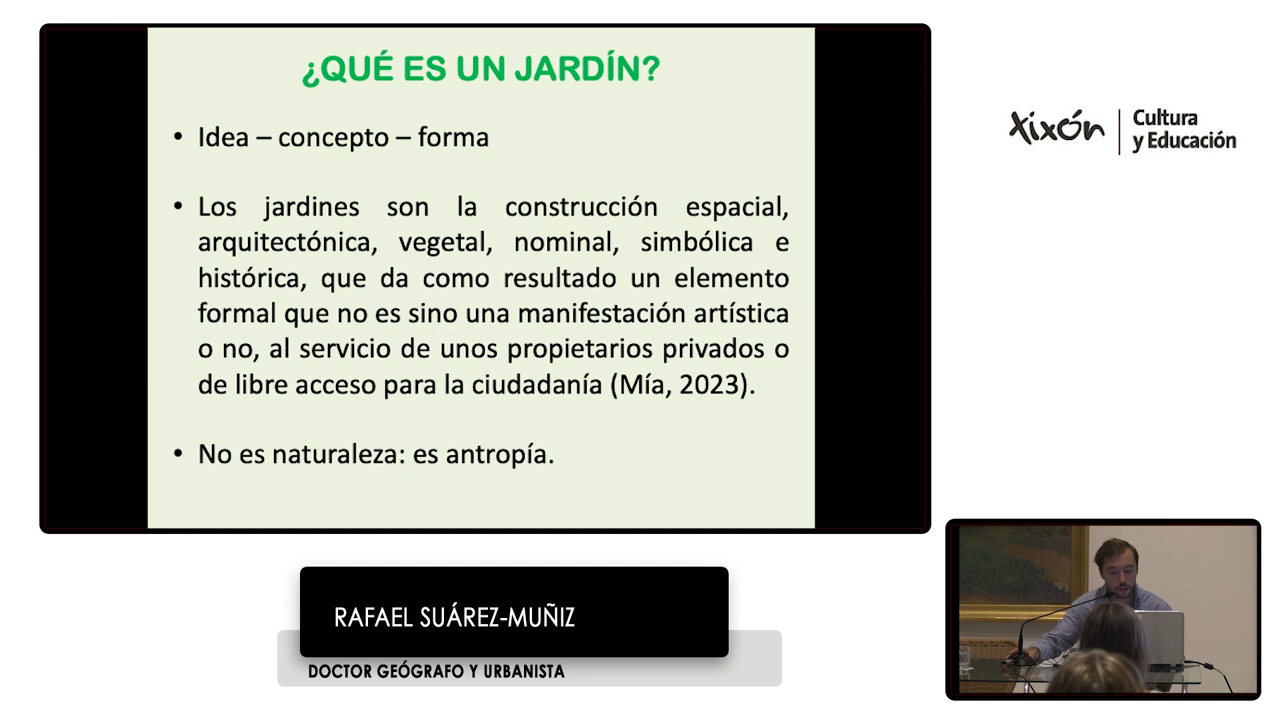 ¿QUÉ ES UN JARDÍN?
• Idea – concepto – forma
• Los jardines son la construcción espacial,
arquitectónica, vegetal, nominal, simbólica e
histórica, que da como resultado un elemento
formal que no es sino una manifestación artística
o no, al servicio de unos propietarios privados o
de libre acceso para la ciudadanía (Mía, 2023).
• No es naturaleza: es antropía.
Xixón
Cultura
y Educación
RAFAEL SUÁREZ-MUÑIZ
DOCTOR GEÓGRAFO Y URBANISTA